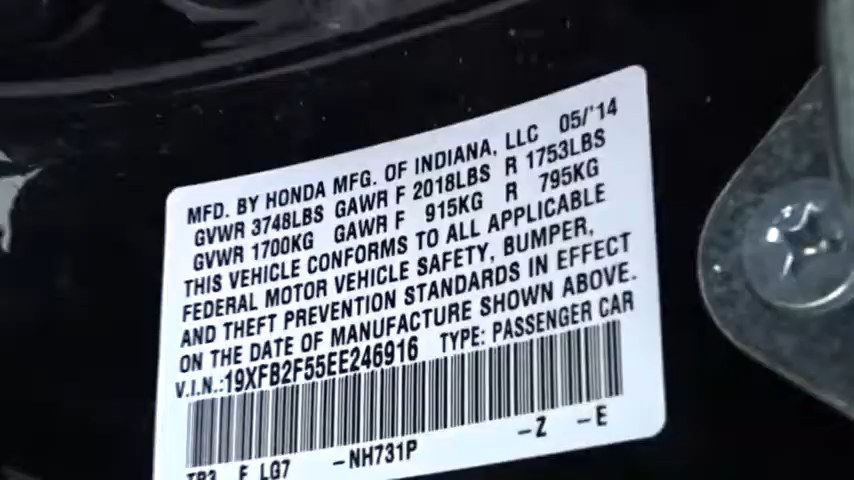 MFD. BY HONDA MFG. OF INDIANA, LLC 05/'14
GVWR 3748LBS GAWR F 2018LBS R 1753LBS
GVWR 1700KG GAWR F 915KG R 795KG
THIS VEHICLE CONFORMS TO ALL APPLICABLE
FEDERAL MOTOR VEHICLE SAFETY, BUMPER,
AND THEFT PREVENTION STANDARDS IN EFFECT
ON THE DATE OF MANUFACTURE SHOWN ABOVE.
V.I.N.:19XFB2F55EE246916 TYPE: PASSENGER CAR
E LG7 –NH731P –Z –E